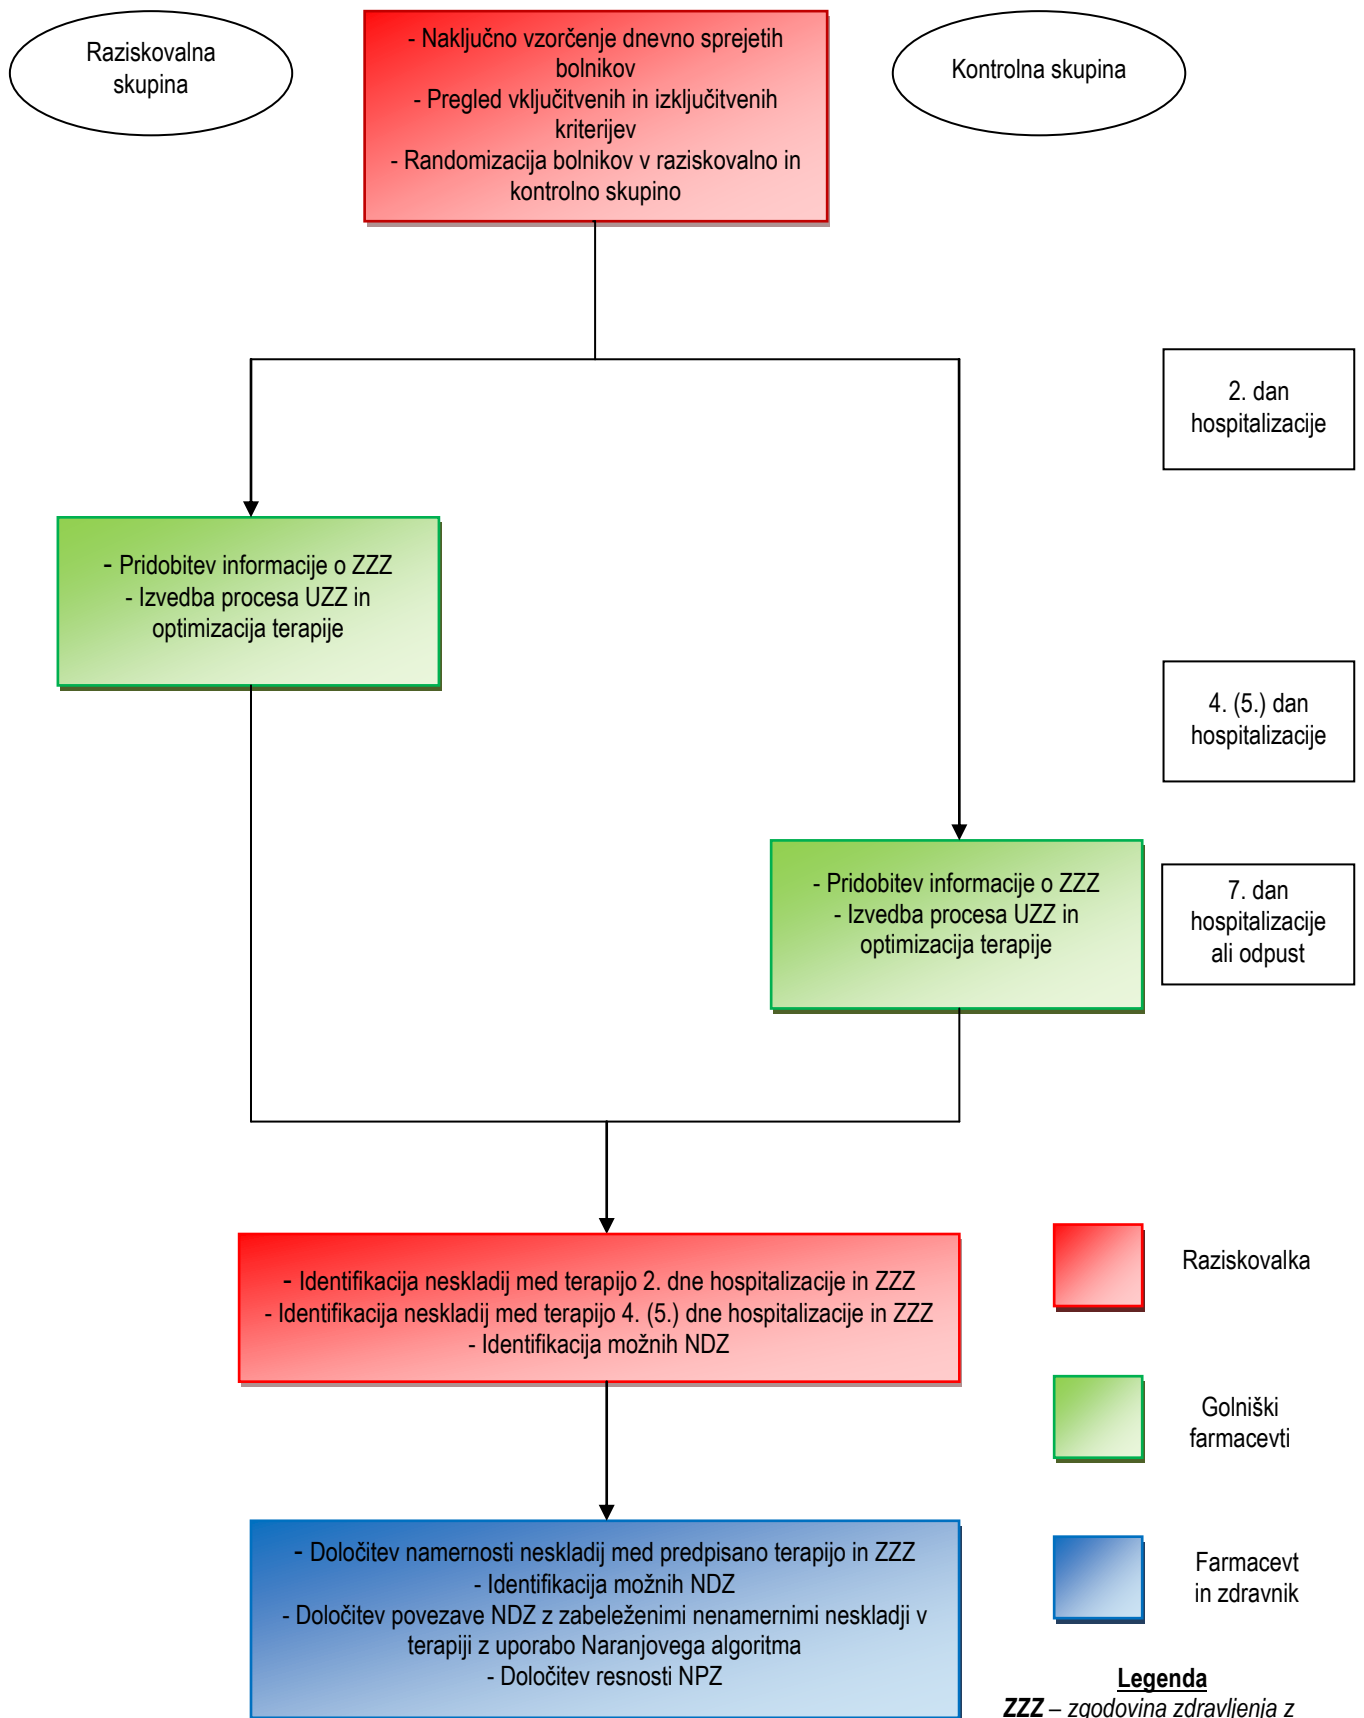 Raziskovalna
skupina
- Naključno vzorčenje dnevno sprejetih
bolnikov
- Pregled vključitvenih in izključitvenih
kriterijev
- Randomizacija bolnikov v raziskovalno in
kontrolno skupino
Kontrolna skupina
2. dan
hospitalizacije
- Pridobitev informacije o ZZZ
- Izvedba procesa UZZ in
optimizacija terapije
4. (5.) dan
hospitalizacije
- Pridobitev informacije o ZZZ
- Izvedba procesa UZZ in
optimizacija terapije
7. dan
hospitalizacije
ali odpust
- Identifikacija neskladij med terapijo 2. dne hospitalizacije in ZZZ
- Identifikacija neskladij med terapijo 4. (5.) dne hospitalizacije in ZZZ
- Identifikacija možnih NDZ
Raziskovalka
Golniški
farmacevti
- Določitev namernosti neskladij med predpisano terapijo in ZZZ
- Identifikacija možnih NDZ
- Določitev povezave NDZ z zabeleženimi nenamernimi neskladji v
terapiji z uporabo Naranjovega algoritma
- Določitev resnosti NPZ
Farmacevt
in zdravnik
Legenda
ZZZ – zgodovina zdravljenja z